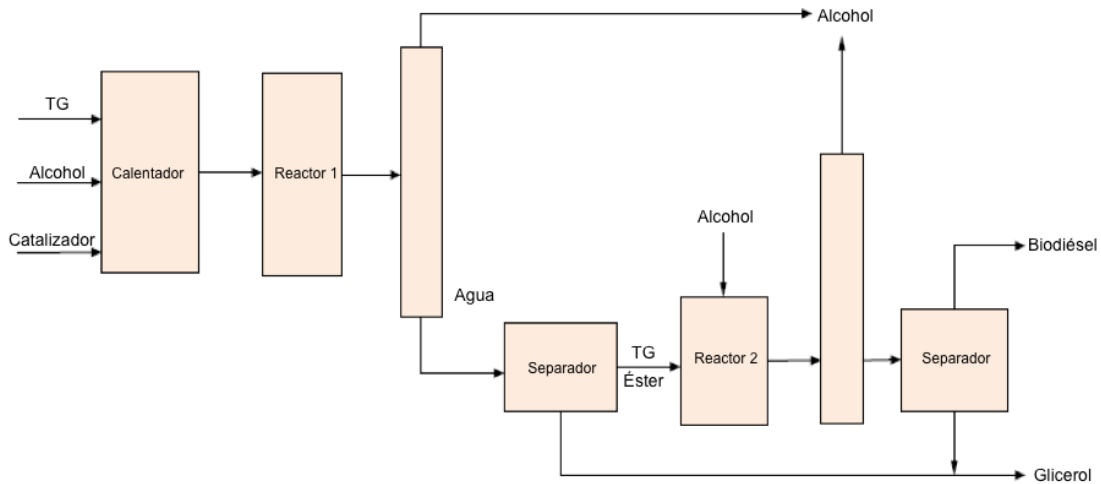 Alcohol
TG
Alcohol
Calentador
Reactor 1
Catalizador
Agua
Alcohol
Biodiésel
Separador
TG
Éster
Reactor 2
Separador
Glicerol